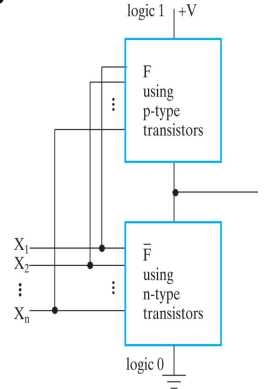 logic 1 +V
F
using
p-type
transistors
X₁
X₂
Xₙ
F̅
using
n-type
transistors
logic 0